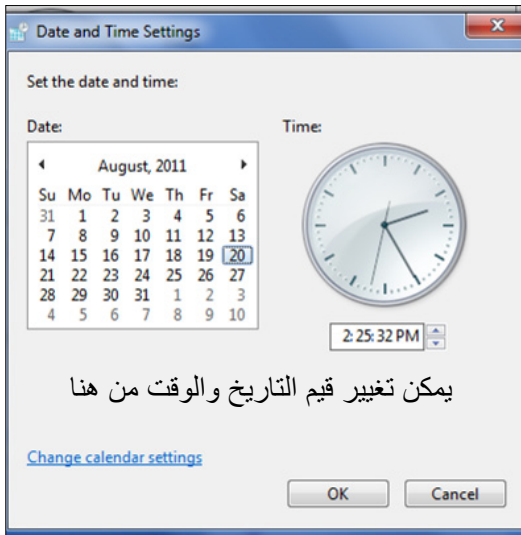 Date and Time Settings
Set the date and time:
Date:
Time:
August, 2011
Su Mo Tu We Th Fr Sa
31 1 2 3 4 5 6
7 8 9 10 11 12 13
14 15 16 17 18 19 20
21 22 23 24 25 26 27
28 29 30 31 1 2 3
4 5 6 7 8 9 10
2:25:32 PM
يمكن تغيير قيم التاريخ والوقت من هنا
Change calendar settings
OK Cancel